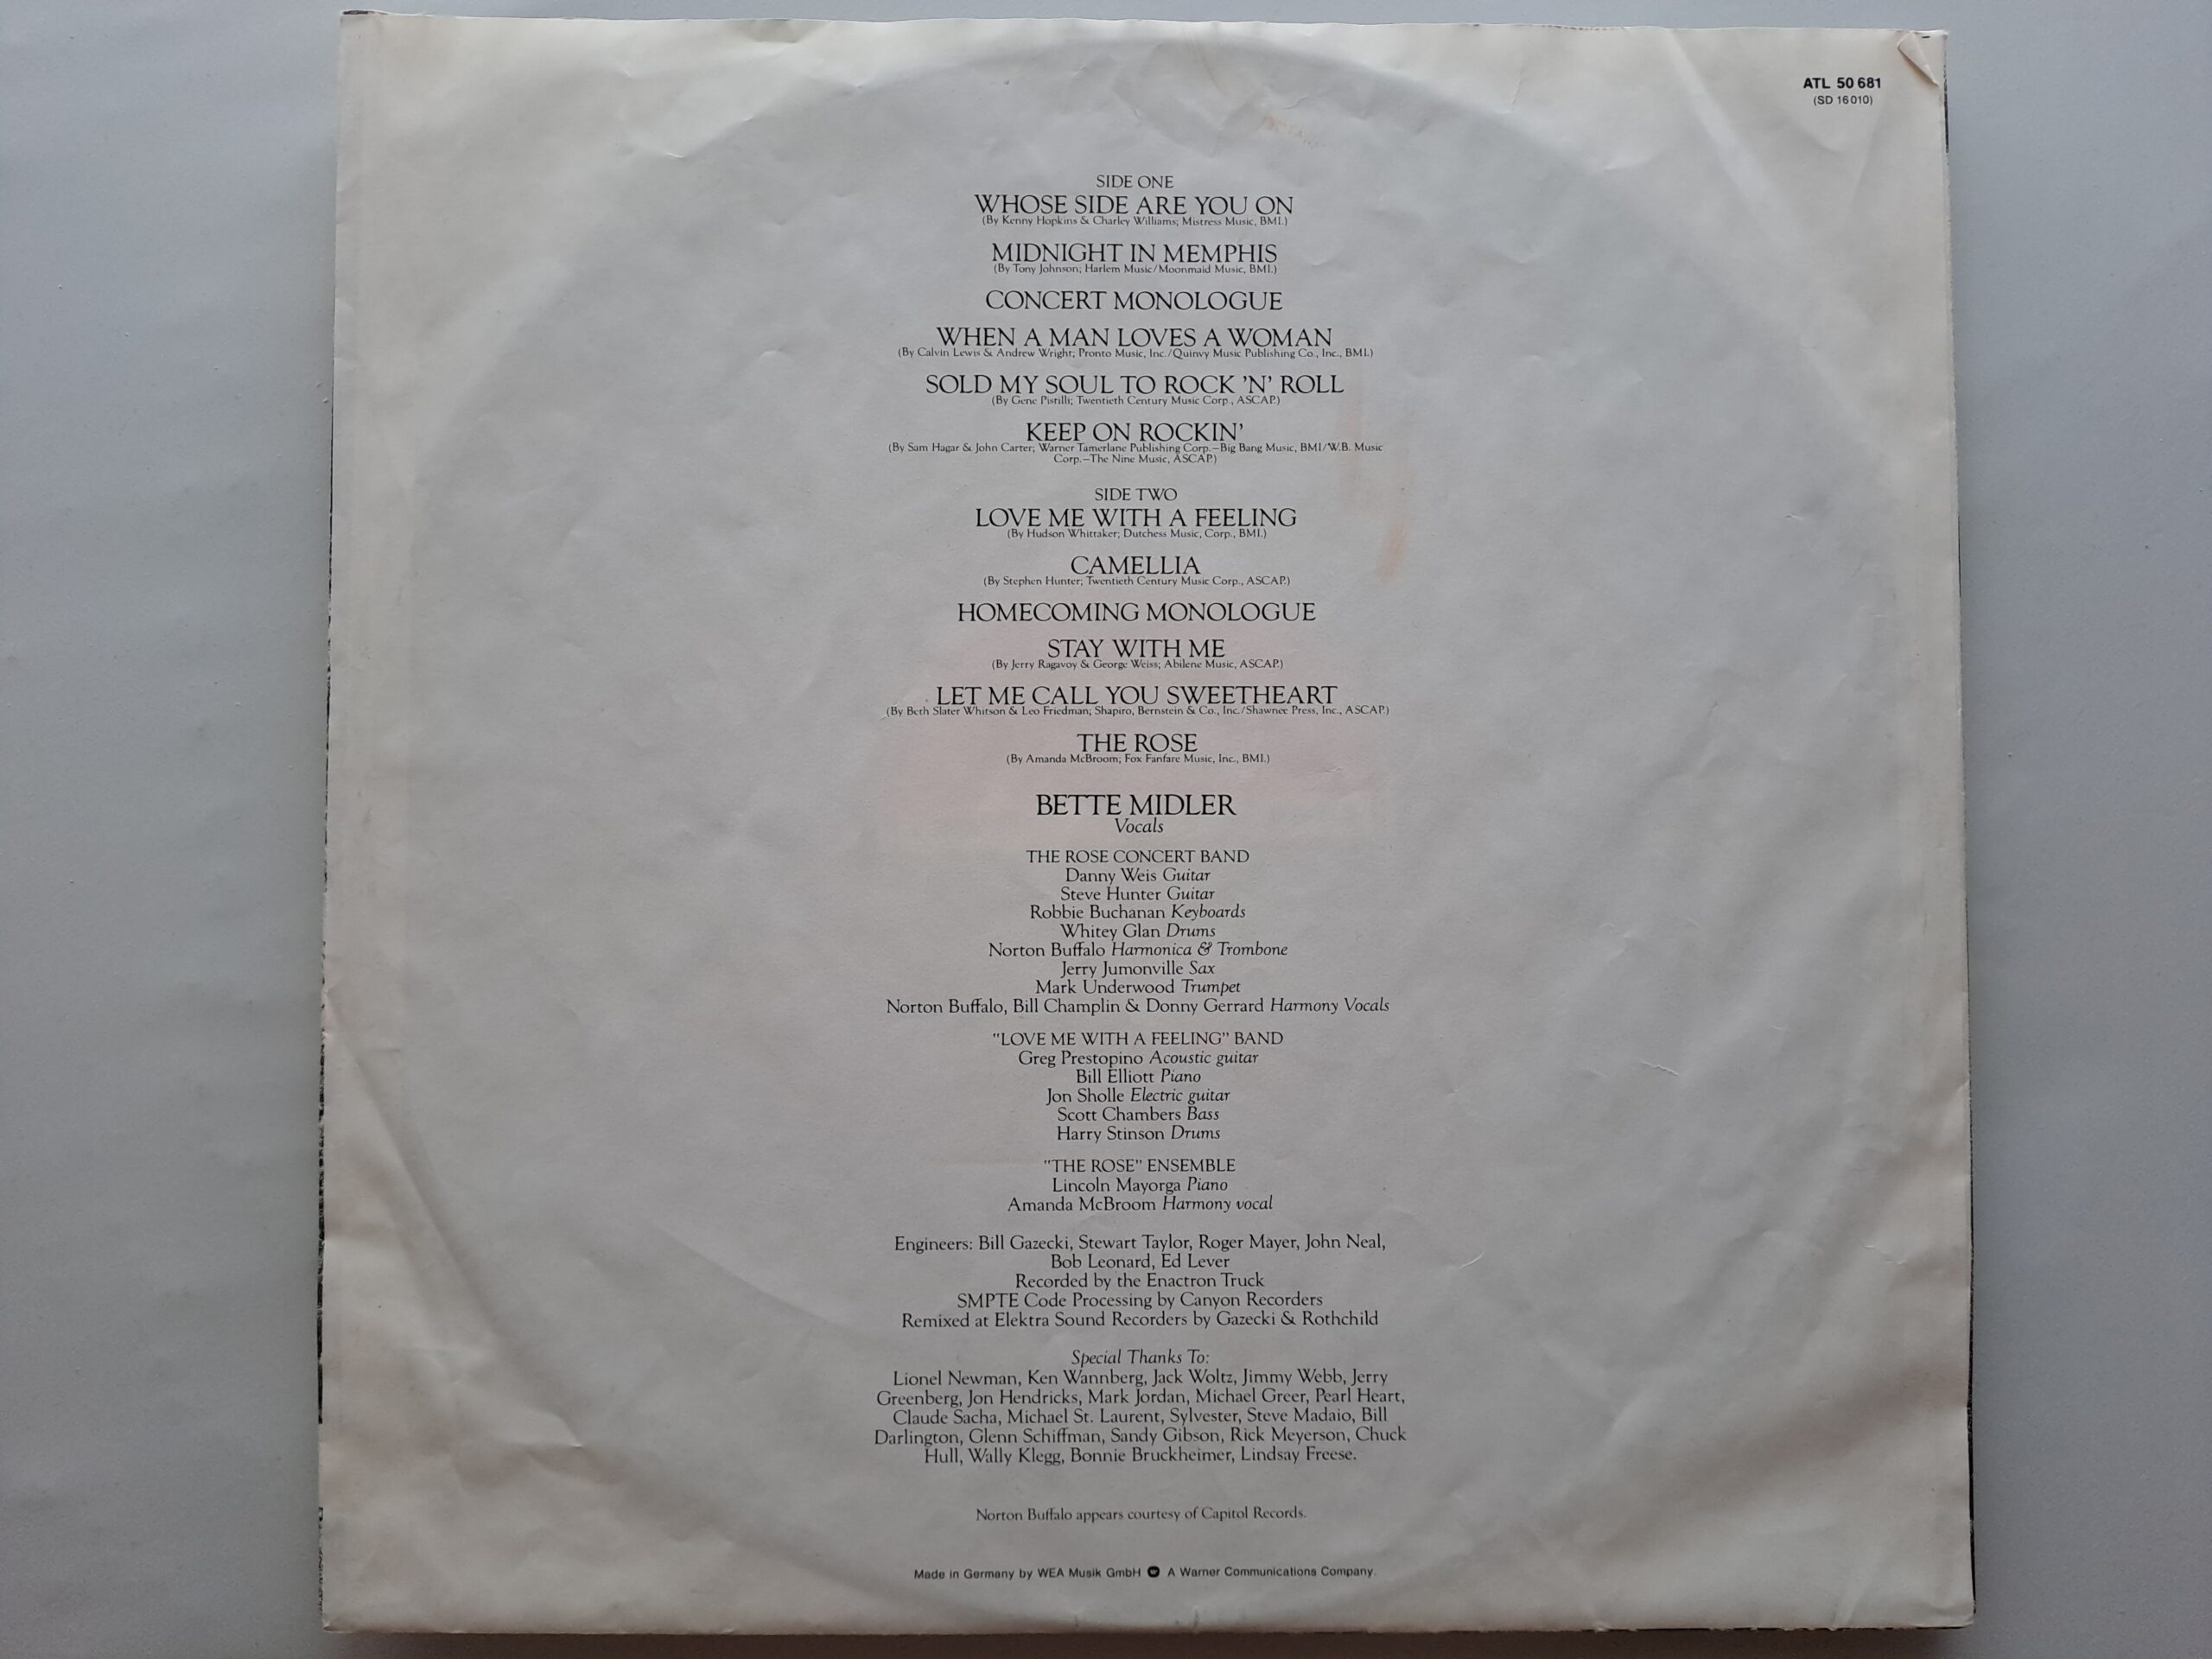 ATL 50 681
(SD 16 010)
SIDE ONE
WHOSE SIDE ARE YOU ON
(By Kenny Hopkins & Charley Williams; Mistress Music, BMI.)
MIDNIGHT IN MEMPHIS
(By Tony Johnson; Harlem Music/Moonmaid Music, BMI.)
CONCERT MONOLOGUE
WHEN A MAN LOVES A WOMAN
(By Calvin Lewis & Andrew Wright; Pronto Music, Inc./Quinvy Music Publishing Co., Inc., BMI.)
SOLD MY SOUL TO ROCK 'N' ROLL
(By Gene Pistilli; Twentieth Century Music Corp., ASCAP.)
KEEP ON ROCKIN'
(By Sam Hagar & John Carter; Warner Tamerlane Publishing Corp.–Big Bang Music, BMI/W.B. Music
Corp.–The Nine Music, ASCAP.)
SIDE TWO
LOVE ME WITH A FEELING
(By Hudson Whittaker; Dutchess Music, Corp., BMI.)
CAMELLIA
(By Stephen Hunter; Twentieth Century Music Corp., ASCAP.)
HOMECOMING MONOLOGUE
STAY WITH ME
(By Jerry Ragavoy & George Weiss; Abilene Music, ASCAP.)
LET ME CALL YOU SWEETHEART
(By Beth Slater Whitson & Leo Friedman; Shapiro, Bernstein & Co., Inc./Shawnee Press, Inc., ASCAP.)
THE ROSE
(By Amanda McBroom; Fox Fanfare Music, Inc., BMI.)
BETTE MIDLER
Vocals
THE ROSE CONCERT BAND
Danny Weis Guitar
Steve Hunter Guitar
Robbie Buchanan Keyboards
Whitey Glan Drums
Norton Buffalo Harmonica & Trombone
Jerry Jumonville Sax
Mark Underwood Trumpet
Norton Buffalo, Bill Champlin & Donny Gerrard Harmony Vocals
"LOVE ME WITH A FEELING" BAND
Greg Prestopino Acoustic guitar
Bill Elliott Piano
Jon Sholle Electric guitar
Scott Chambers Bass
Harry Stinson Drums
"THE ROSE" ENSEMBLE
Lincoln Mayorga Piano
Amanda McBroom Harmony vocal
Engineers: Bill Gazecki, Stewart Taylor, Roger Mayer, John Neal,
Bob Leonard, Ed Lever
Recorded by the Enactron Truck
SMPTE Code Processing by Canyon Recorders
Remixed at Elektra Sound Recorders by Gazecki & Rothchild
Special Thanks To:
Lionel Newman, Ken Wannberg, Jack Woltz, Jimmy Webb, Jerry
Greenberg, Jon Hendricks, Mark Jordan, Michael Greer, Pearl Heart,
Claude Sacha, Michael St. Laurent, Sylvester, Steve Madaio, Bill
Darlington, Glenn Schiffman, Sandy Gibson, Rick Meyerson, Chuck
Hull, Wally Klegg, Bonnie Bruckheimer, Lindsay Freese.
Norton Buffalo appears courtesy of Capitol Records.
Made in Germany by WEA Musik GmbH A Warner Communications Company.